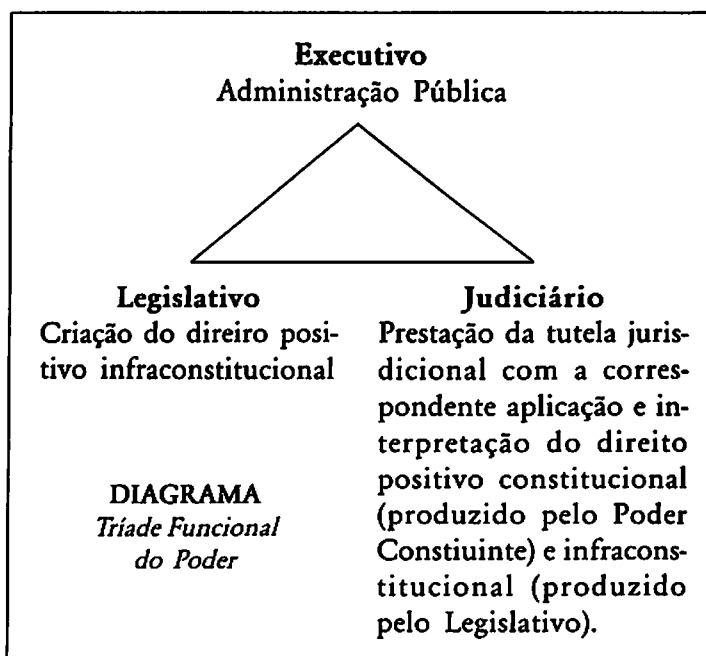 Executivo
Administração Pública
Legislativo
Criação do direiro posi-
tivo infraconstitucional
DIAGRAMA
Tríade Funcional
do Poder
Judiciário
Prestação da tutela juris-
dicional com a corres-
pondente aplicação e in-
terpretação do direito
positivo constitucional
(produzido pelo Poder
Constiuinte) e infracons-
titucional (produzido
pelo Legislativo).